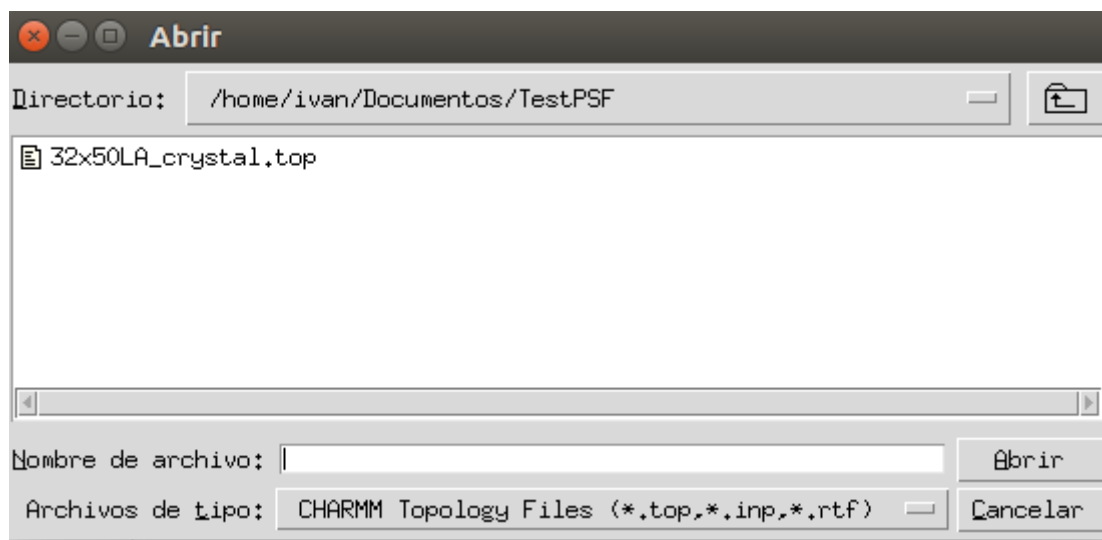 Abrir
Directorio: /home/ivan/Documentos/TestPSF
32x50LA_crystal.top
Nombre de archivo: Abrir
Archivos de tipo: CHARMM Topology Files (*.top,*.inp,*.rtf) Cancelar